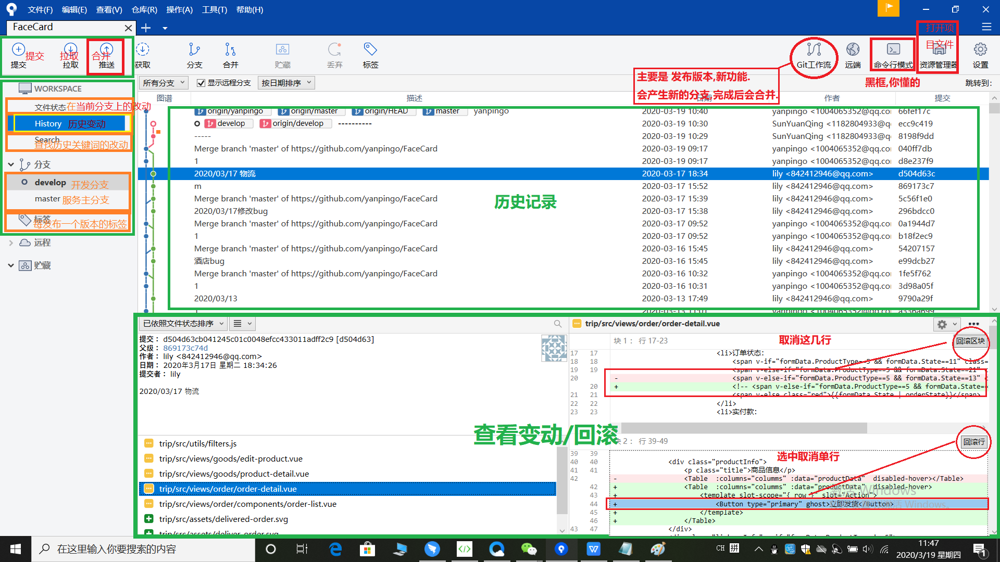 文件(F) 编辑(E) 查看(V) 仓库(R) 操作(A) 工具(T) 帮助(H)
FaceCard
提交 拉取 合并
提交 拉取 推送 获取 分支 合并 贮藏 丢弃 标签
打开项
目文件
Git工作流 远端 命令行模式 资源管理器 设置
主要是 发布版本,新功能.
会产生新的分支,完成后会合并.
黑框,你懂的
所有分支 显示远程分支 按日期排序 跳转到:
图谱 描述 日期 作者 提交
WORKSPACE
文件状态 在当前分支上的改动
History 历史变动
Search
查找历史关键词的改动
分支
develop 开发分支
master 服务主分支
标签
每发布一个版本的标签
远程
贮藏
origin/yanpingo origin/master origin/HEAD master yanpingo 2020-03-19 10:40 yanpingo <1004065352@qq.co 66fef17c
develop origin/develop ---------- 2020-03-19 10:30 SunYuanQing <1182804933@q ecc9c419
----- 2020-03-19 10:29 SunYuanQing <1182804933@q 8198f9dd
Merge branch 'master' of https://github.com/yanpingo/FaceCard 2020-03-19 09:17 yanpingo <1004065352@qq.co 040ff7db
1 2020-03-19 09:17 yanpingo <1004065352@qq.co d8e237f9
2020/03/17 物流 2020-03-17 18:34 lily <842412946@qq.com> d504d63c
m 2020-03-17 15:52 lily <842412946@qq.com> 869173c7
Merge branch 'master' of https://github.com/yanpingo/FaceCard 2020-03-17 15:39 lily <842412946@qq.com> 5c56f1e0
2020/03/17修改bug 2020-03-17 15:38 lily <842412946@qq.com> 296bdcc0
Merge branch 'master' of https://github.com/yanpingo/FaceCard 2020-03-17 09:52 yanpingo <1004065352@qq.co 0a1944d7
1 2020-03-17 09:52 yanpingo <1004065352@qq.co b18f2ec9
Merge branch 'master' of https://github.com/yanpingo/FaceCard 2020-03-16 15:45 lily <842412946@qq.com> 54207157
酒店bug 2020-03-16 15:45 lily <842412946@qq.com> e99dcb27
Merge branch 'master' of https://github.com/yanpingo/FaceCard 2020-03-16 10:32 yanpingo <1004065352@qq.co 1fe5f762
1 2020-03-16 10:31 yanpingo <1004065352@qq.co 3d98a05f
2020/03/13 2020-03-13 17:49 lily <842412946@qq.com> 9790a29f
历史记录
已依照文件状态排序
提交： d504d63cb041245c01c0048efcc433011adff2c9 [d504d63]
父级： 869173c74d
作者： lily <842412946@qq.com>
日期： 2020年3月17日 星期二 18:34:26
提交者： lily
2020/03/17 物流
查看变动/回滚
trip/src/utils/filters.js
trip/src/views/goods/edit-product.vue
trip/src/views/goods/product-detail.vue
trip/src/views/order/order-detail.vue
trip/src/views/order/components/order-list.vue
trip/src/assets/delivered-order.svg
trip/src/assets/deliver-order.svg
trip/src/views/order/order-detail.vue
块 1： 行 17-23 取消这几行 回滚区块
17 17 <li>订单状态:
18 18 <span v-if="formData.ProductType==5 && formData.State==11" class=
19 19 <span v-else-if="formData.ProductType==5 && formData.State==21" c
20 - <span v-else-if="formData.ProductType==5 && formData.State==13" c
20 + <!-- <span v-else-if="formData.ProductType==5 && formData.State==
21 21 <span v-else class="red">{{formData.State | orderState}}</span>
22 22 </li>
23 23 <li>实付款:
块 2： 行 39-49 回滚行
选中取消单行
39 39
40 40 <div class="productInfo">
41 41 <p class="title">商品信息</p>
42 - <Table :columns="columns" :data="productData" disabled-hover></Table>
42 + <Table :columns="columns" :data="productData" disabled-hover>
43 + <template slot-scope="{ row }" slot="Action">
44 + <Button type="primary" ghost>立即发货</Button>
45 + </template>
46 + </Table>
43 47 </div>
激活 Windows
在这里输入你要搜索的内容
CH 拼
11:47
2020/3/19 星期四
1